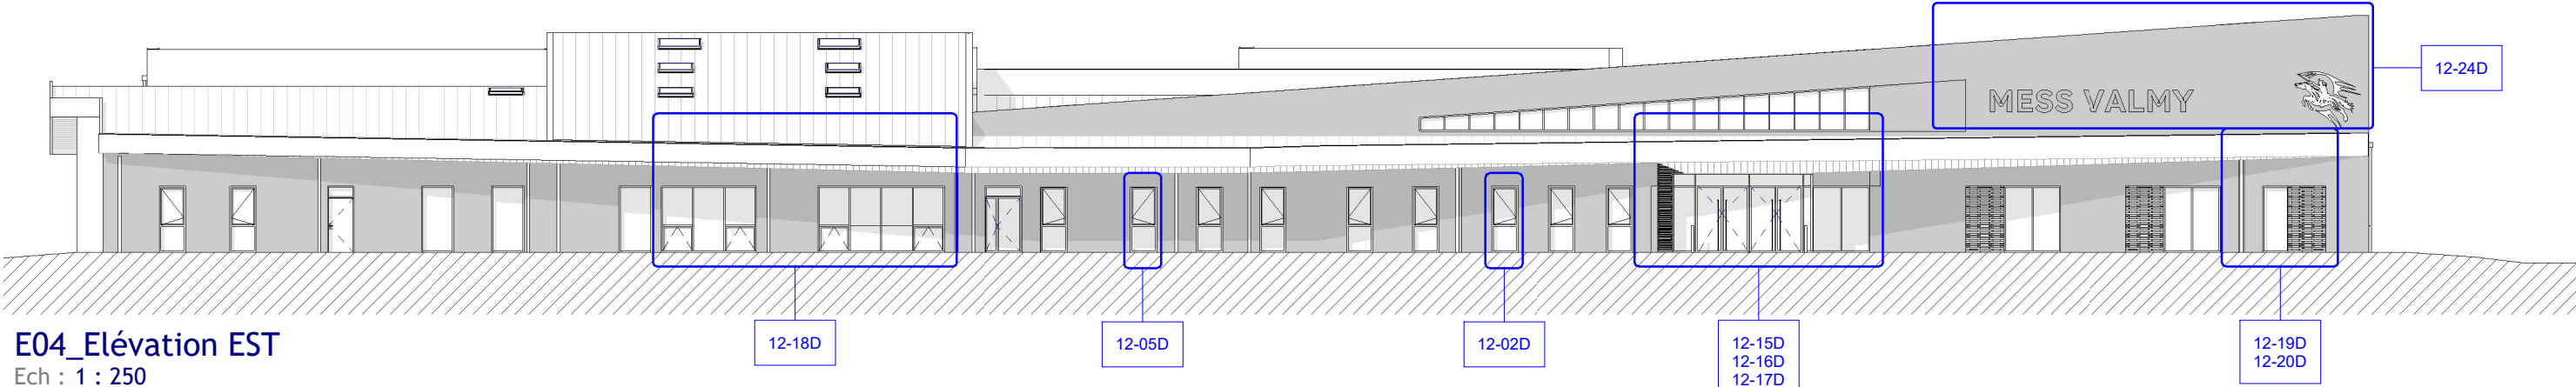 12-24D
MESS VALMY
12-18D
12-05D
12-02D
12-15D
12-16D
12-17D
12-19D
12-20D
E04_Elévation EST
Ech : 1 : 250